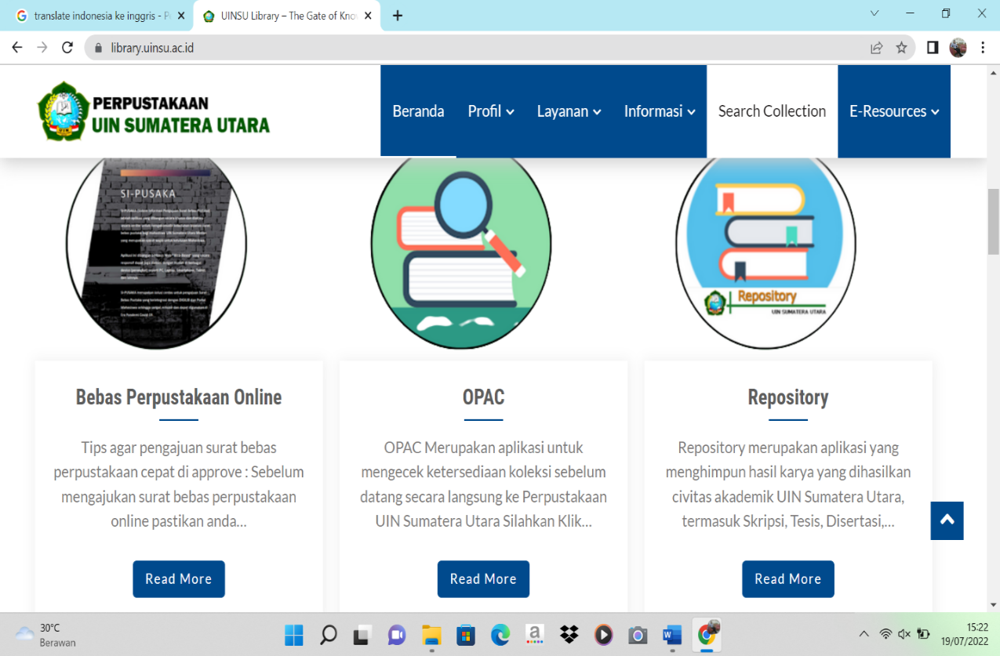 translate indonesia ke inggris - P
UINSU Library – The Gate of Kno
library.uinsu.ac.id
PERPUSTAKAAN
UIN SUMATERA UTARA
Beranda
Profil
Layanan
Informasi
Search Collection
E-Resources
SI-PUSAKA
Repository
UIN SUMATERA UTARA
Bebas Perpustakaan Online
Tips agar pengajuan surat bebas
perpustakaan cepat di approve : Sebelum
mengajukan surat bebas perpustakaan
online pastikan anda...
Read More
OPAC
OPAC Merupakan aplikasi untuk
mengecek ketersediaan koleksi sebelum
datang secara langsung ke Perpustakaan
UIN Sumatera Utara Silahkan Klik...
Read More
Repository
Repository merupakan aplikasi yang
menghimpun hasil karya yang dihasilkan
civitas akademik UIN Sumatera Utara,
termasuk Skripsi, Tesis, Disertasi,...
Read More
30°C
Berawan
15:22
19/07/2022